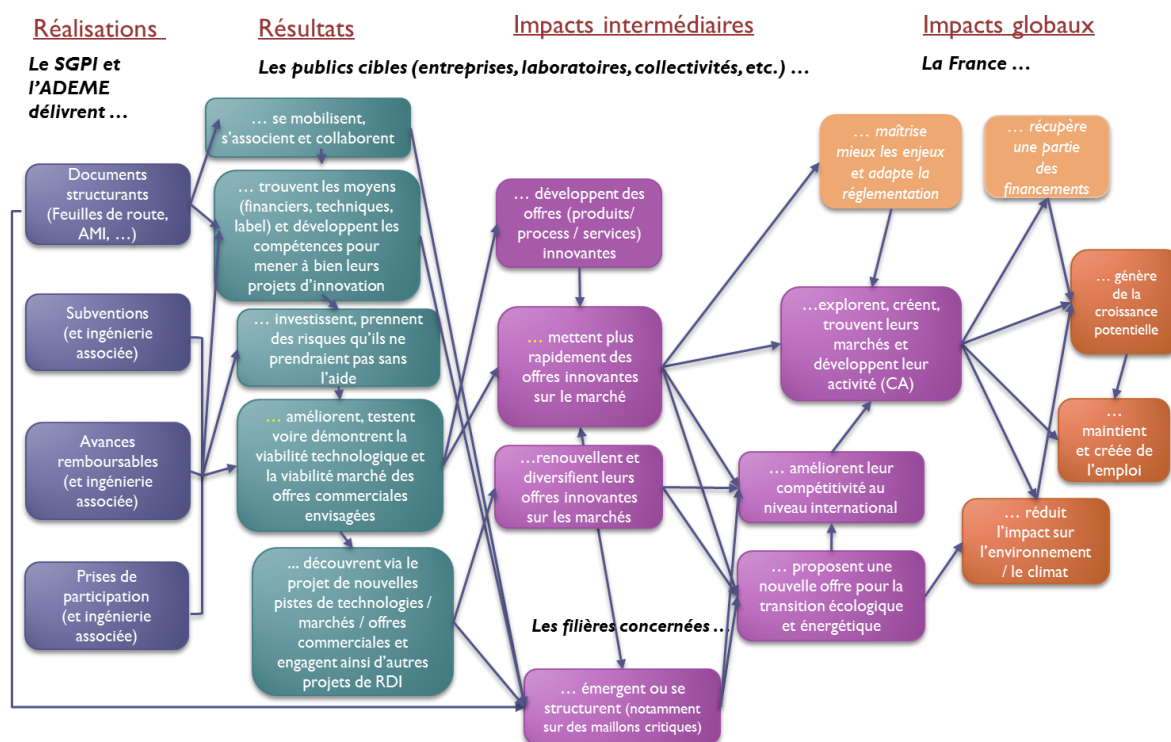 Réalisations
Résultats
Impacts intermédiaires
Impacts globaux
Le SGPI et
l'ADEME
délivrent …
Les publics cibles (entreprises, laboratoires, collectivités, etc.) …
La France …
Documents
structurants
(Feuilles de route,
AMI, …)
Subventions
(et ingénierie
associée)
Avances
remboursables
(et ingénierie
associée)
Prises de
participation
(et ingénierie
associée)
… se mobilisent,
s'associent et collaborent
… trouvent les moyens
(financiers, techniques,
label) et développent les
compétences pour
mener à bien leurs
projets d'innovation
… investissent, prennent
des risques qu'ils ne
prendraient pas sans
l'aide
… améliorent, testent
voire démontrent la
viabilité technologique et
la viabilité marché des
offres commerciales
envisagées
... découvrent via le
projet de nouvelles
pistes de technologies /
marchés / offres
commerciales et
engagent ainsi d'autres
projets de RDI
… développent des
offres (produits/
process / services)
innovantes
… mettent plus
rapidement des
offres innovantes
sur le marché
…renouvellent et
diversifient leurs
offres innovantes
sur les marchés
Les filières concernées …
… émergent ou se
structurent (notamment
sur des maillons critiques)
… maîtrise
mieux les enjeux
et adapte la
réglementation
…explorent, créent,
trouvent leurs
marchés et
développent leur
activité (CA)
… améliorent leur
compétitivité au
niveau international
… proposent une
nouvelle offre pour la
transition écologique
et énergétique
… récupère
une partie
des
financements
… génère
de la
croissance
potentielle
…
maintient
et créée de
l'emploi
… réduit
l'impact sur
l'environnement
/ le climat